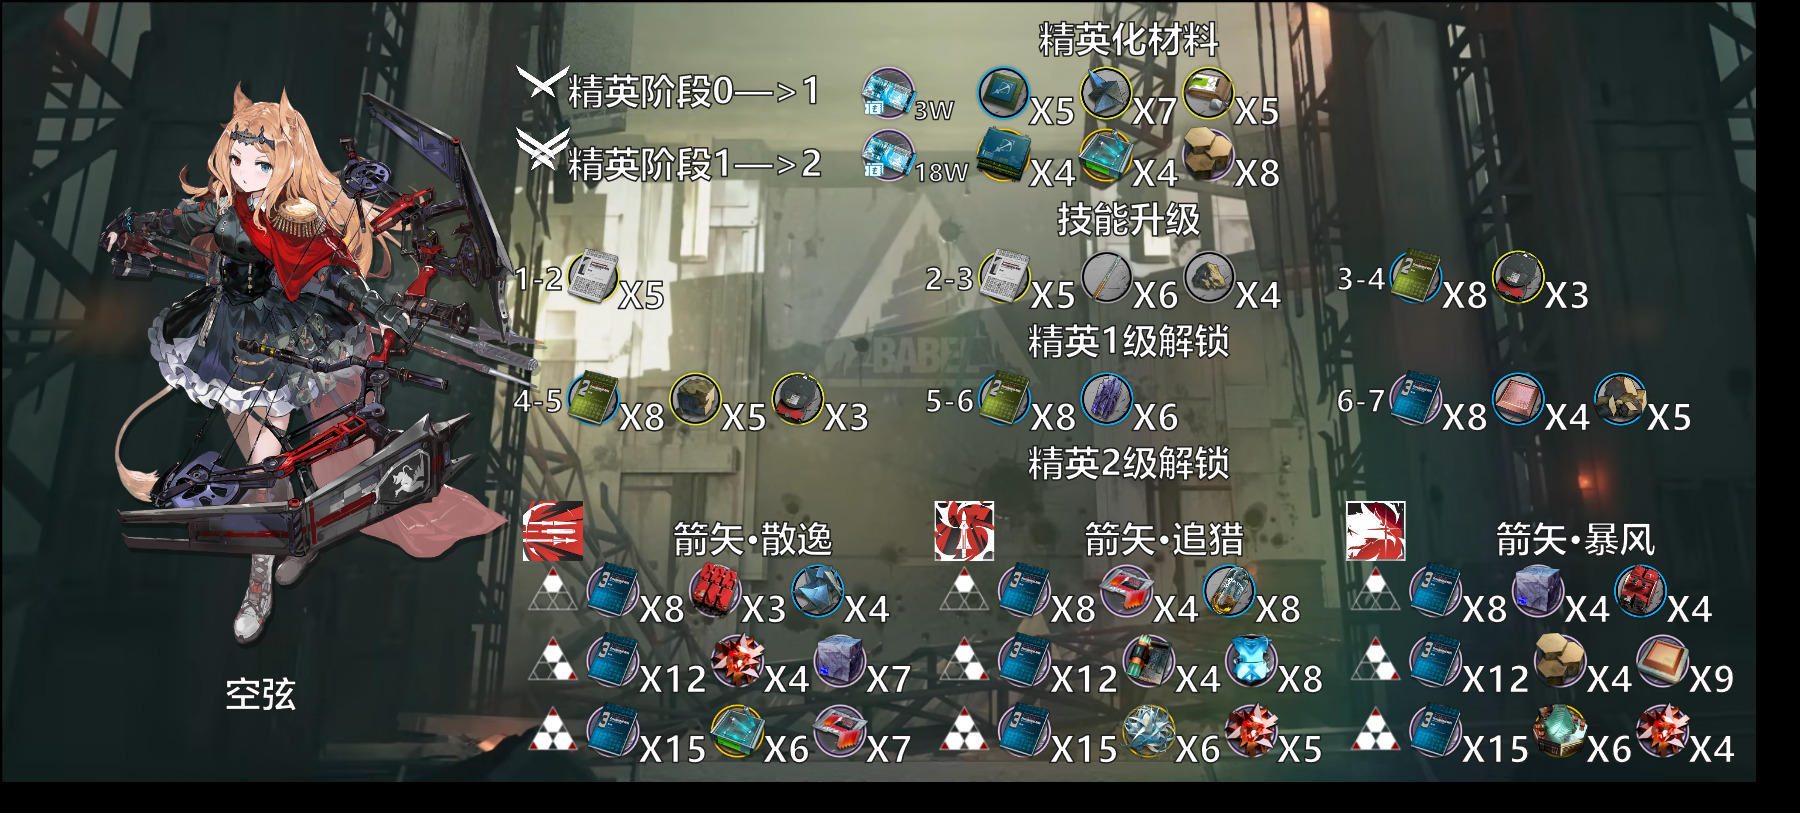 精英化材料
精英阶段0—>1 3W X5 X7 X5
精英阶段1—>2 18W X4 X4 X8
技能升级
1-2 X5 2-3 X5 X6 X4 3-4 X8 X3
精英1级解锁
4-5 X8 X5 X3 5-6 X8 X6 6-7 X8 X4 X5
精英2级解锁
箭矢•散逸 箭矢•追猎 箭矢•暴风
X8 X3 X4 X8 X4 X8 X8 X4 X4
X12 X4 X7 X12 X4 X8 X12 X4 X9
X15 X6 X7 X15 X6 X5 X15 X6 X4
空弦
BABEL